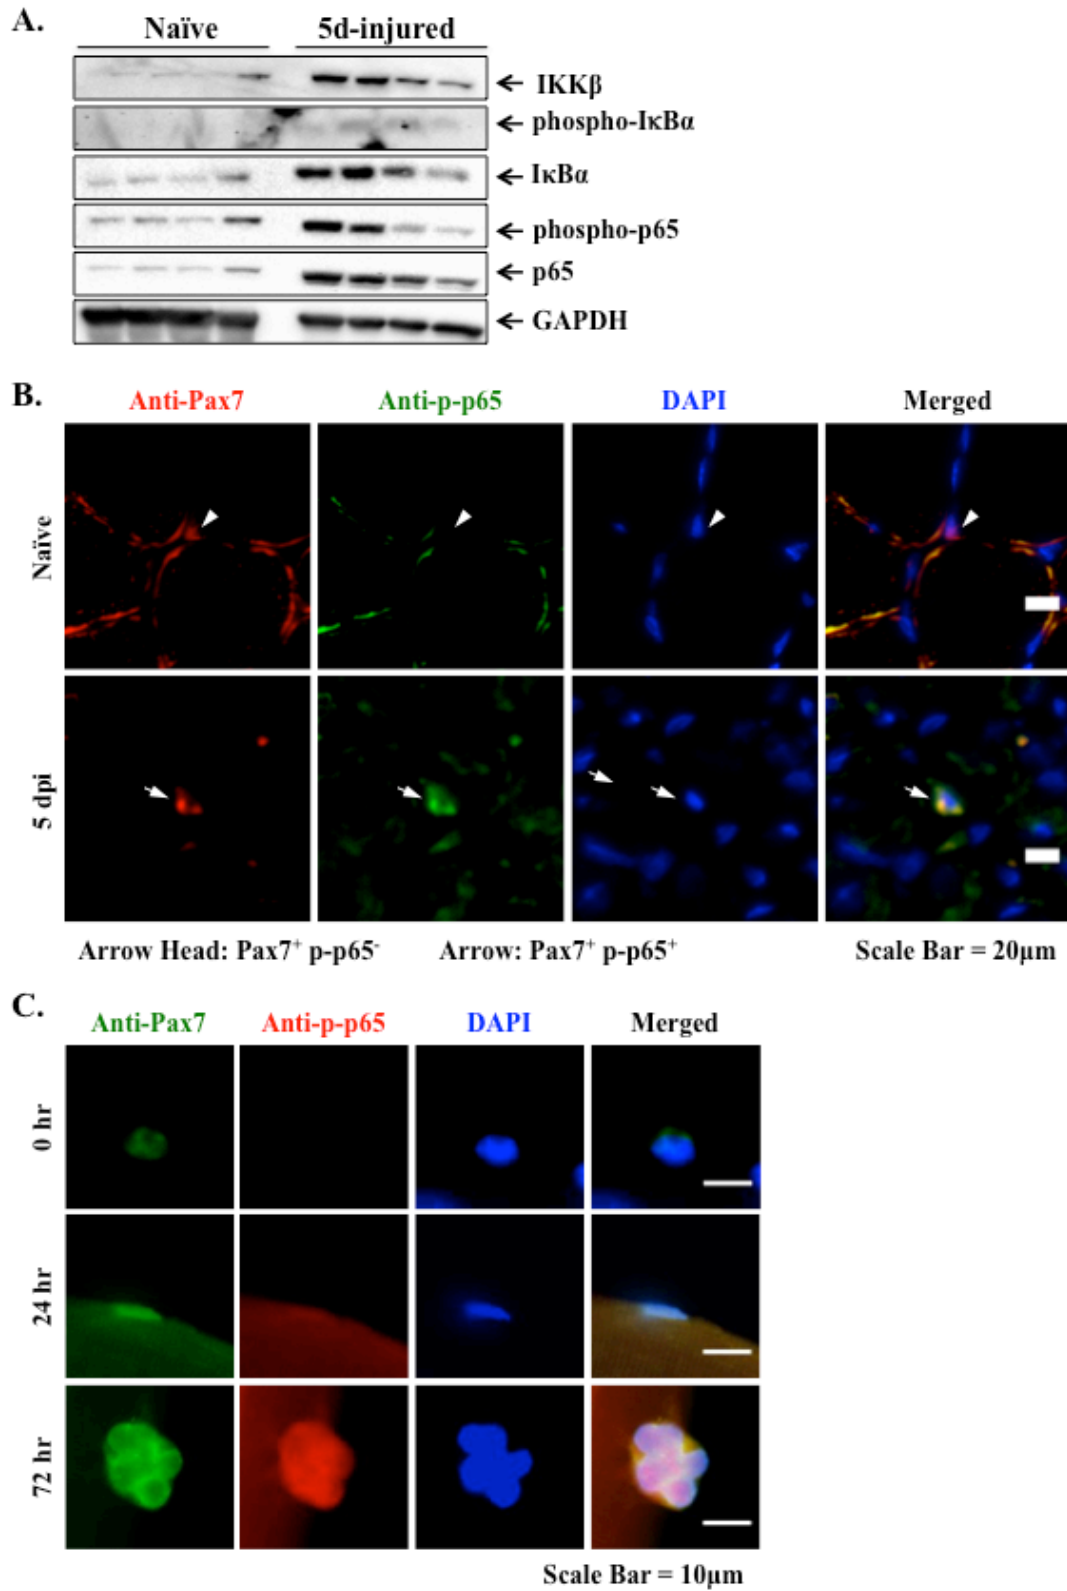 A.
Naïve 5d-injured
IKKβ
phospho-IκBα
IκBα
phospho-p65
p65
GAPDH
B.
Anti-Pax7 Anti-p-p65 DAPI Merged
Naïve
5 dpi
Arrow Head: Pax7⁺ p-p65⁻ Arrow: Pax7⁺ p-p65⁺ Scale Bar = 20µm
C.
Anti-Pax7 Anti-p-p65 DAPI Merged
0 hr
24 hr
72 hr
Scale Bar = 10µm